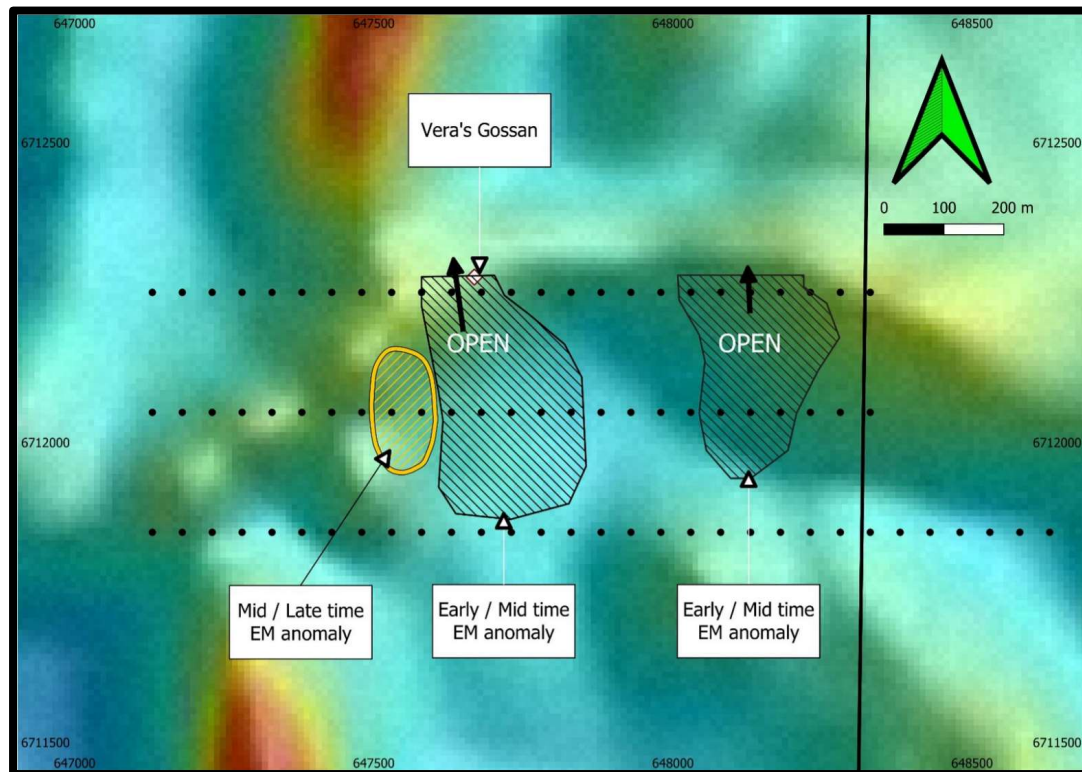 647000 647500 648000 648500
Vera's Gossan
6712500 6712500
0 100 200 m
OPEN OPEN
6712000 6712000
Mid / Late time
EM anomaly
Early / Mid time
EM anomaly
Early / Mid time
EM anomaly
6711500 6711500
647000 647500 648000 648500